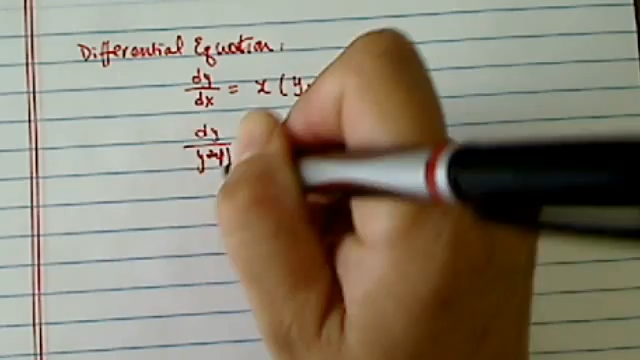 Differential Equation.
dy/dx = x (y
dy